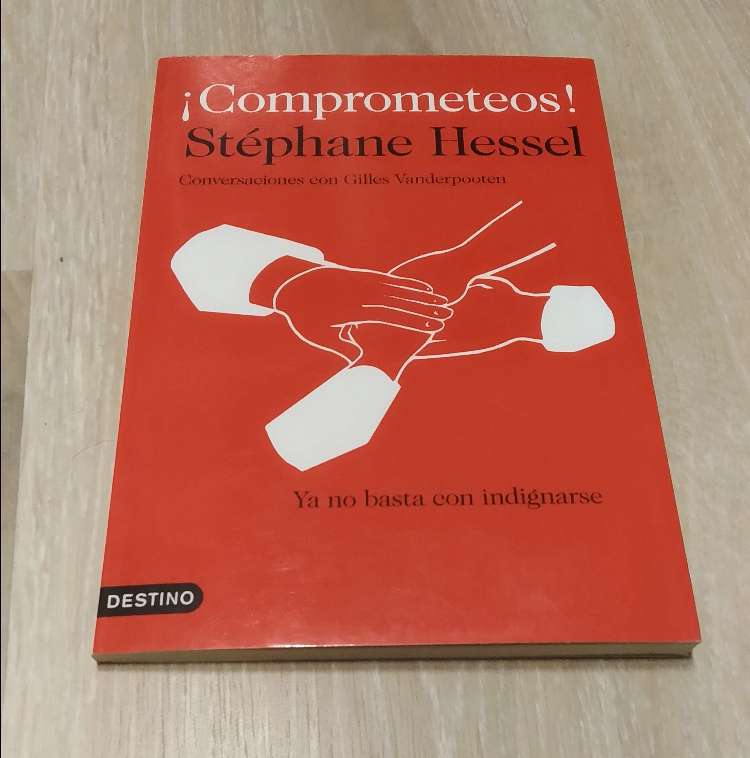 ¡Comprometeos!
Stéphane Hessel
Conversaciones con Gilles Vanderpooten
Ya no basta con indignarse
DESTINO